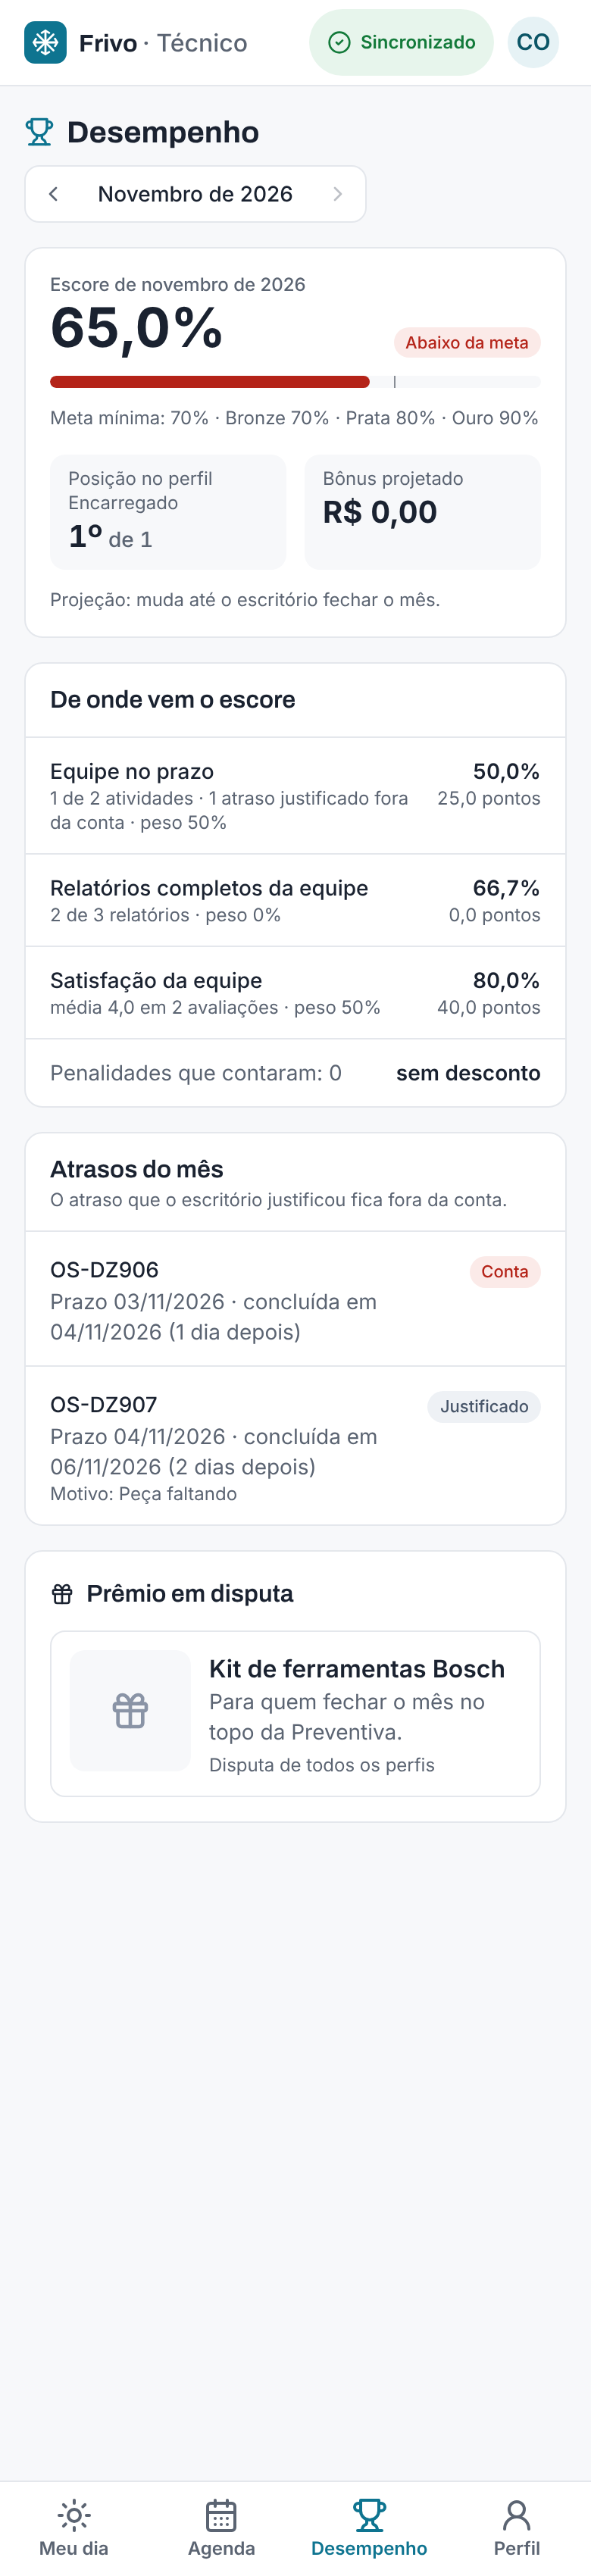 Frivo · Técnico
Sincronizado
CO
Desempenho
Novembro de 2026
Escore de novembro de 2026
65,0%
Abaixo da meta
Meta mínima: 70% · Bronze 70% · Prata 80% · Ouro 90%
Posição no perfil
Encarregado
1º de 1
Bônus projetado
R$ 0,00
Projeção: muda até o escritório fechar o mês.
De onde vem o escore
Equipe no prazo
50,0%
1 de 2 atividades · 1 atraso justificado fora
da conta · peso 50%
25,0 pontos
Relatórios completos da equipe
66,7%
2 de 3 relatórios · peso 0%
0,0 pontos
Satisfação da equipe
80,0%
média 4,0 em 2 avaliações · peso 50%
40,0 pontos
Penalidades que contaram: 0
sem desconto
Atrasos do mês
O atraso que o escritório justificou fica fora da conta.
OS-DZ906
Conta
Prazo 03/11/2026 · concluída em
04/11/2026 (1 dia depois)
OS-DZ907
Justificado
Prazo 04/11/2026 · concluída em
06/11/2026 (2 dias depois)
Motivo: Peça faltando
Prêmio em disputa
Kit de ferramentas Bosch
Para quem fechar o mês no
topo da Preventiva.
Disputa de todos os perfis
Meu dia
Agenda
Desempenho
Perfil